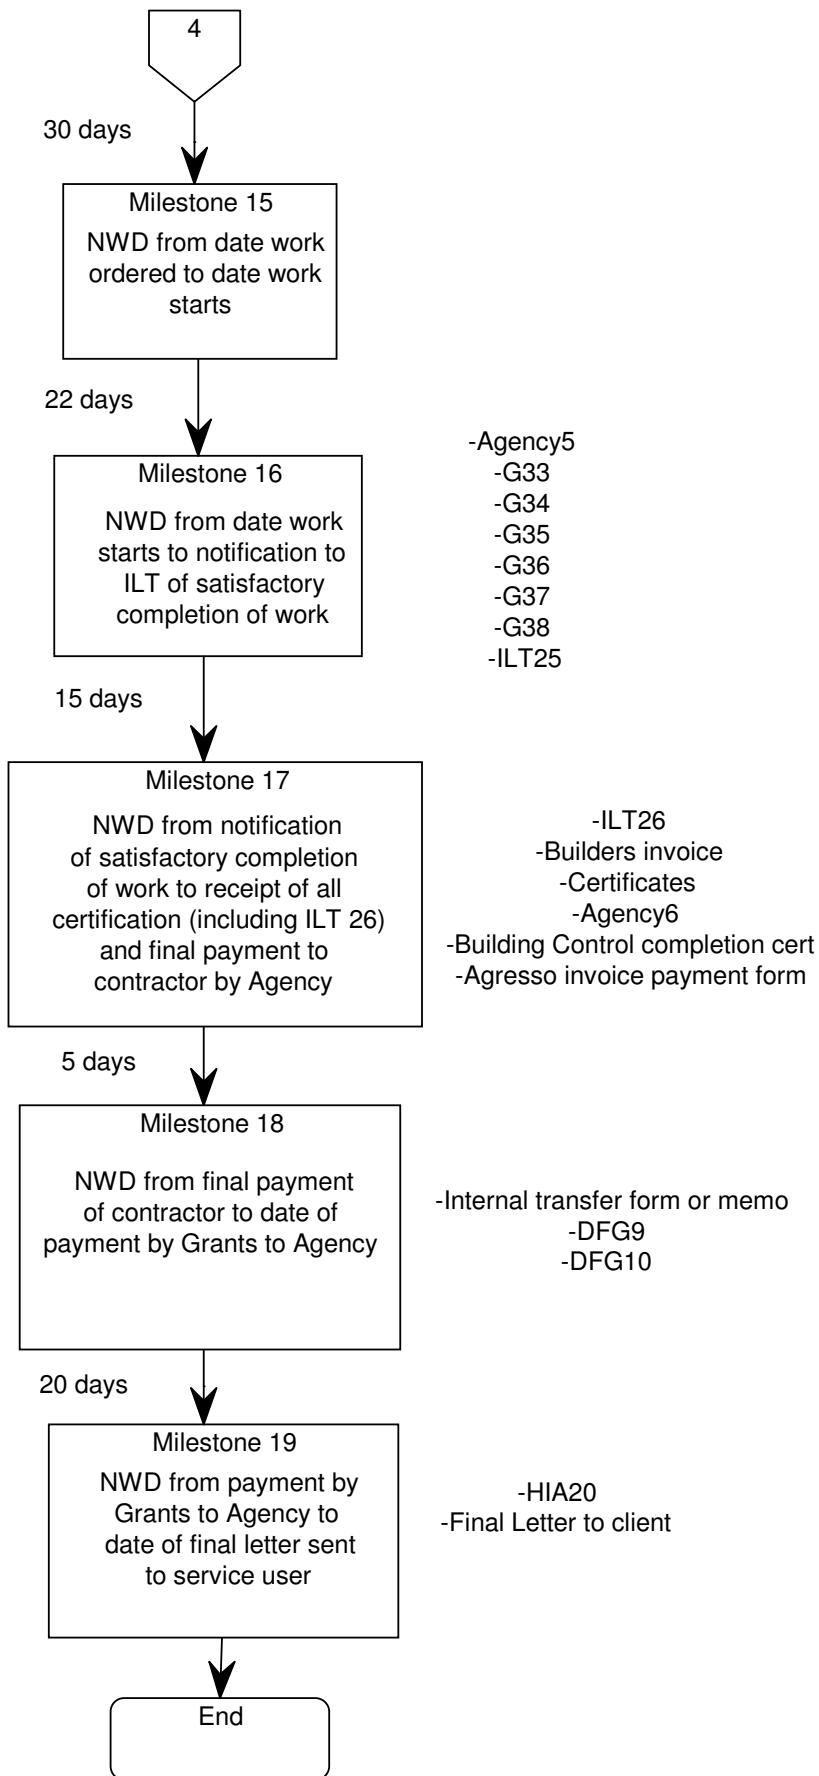 4
30 days
Milestone 15
NWD from date work
ordered to date work
starts
22 days
Milestone 16
NWD from date work
starts to notification to
ILT of satisfactory
completion of work
-Agency5
-G33
-G34
-G35
-G36
-G37
-G38
-ILT25
15 days
Milestone 17
NWD from notification
of satisfactory completion
of work to receipt of all
certification (including ILT 26)
and final payment to
contractor by Agency
-ILT26
-Builders invoice
-Certificates
-Agency6
-Building Control completion cert
-Agresso invoice payment form
5 days
Milestone 18
NWD from final payment
of contractor to date of
payment by Grants to Agency
-Internal transfer form or memo
-DFG9
-DFG10
20 days
Milestone 19
NWD from payment by
Grants to Agency to
date of final letter sent
to service user
-HIA20
-Final Letter to client
End